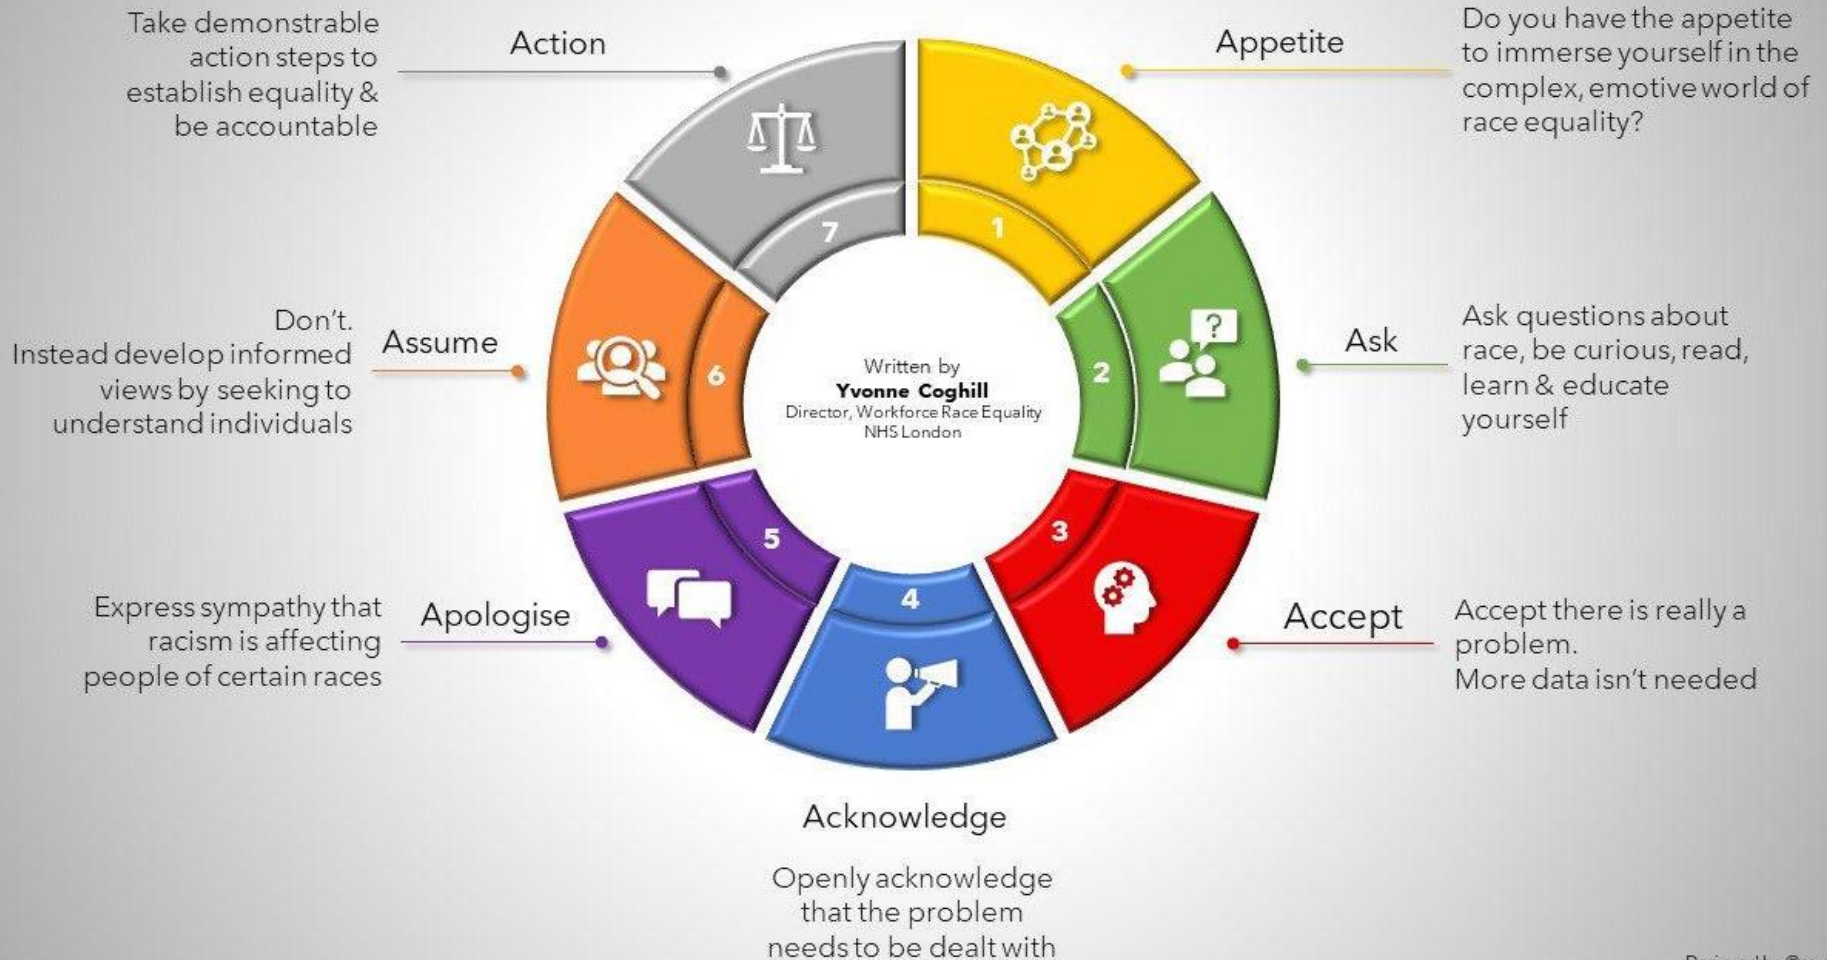 Take demonstrable
action steps to
establish equality &
be accountable
Action
Appetite
Do you have the appetite
to immerse yourself in the
complex, emotive world of
race equality?
7
1
Don't.
Instead develop informed
views by seeking to
understand individuals
Assume
6
Written by
Yvonne Coghill
Director, Workforce Race Equality
NHS London
2
?
Ask
Ask questions about
race, be curious, read,
learn & educate
yourself
5
3
4
Express sympathy that
racism is affecting
people of certain races
Apologise
Accept
Accept there is really a
problem.
More data isn't needed
Acknowledge
Openly acknowledge
that the problem
needs to be dealt with